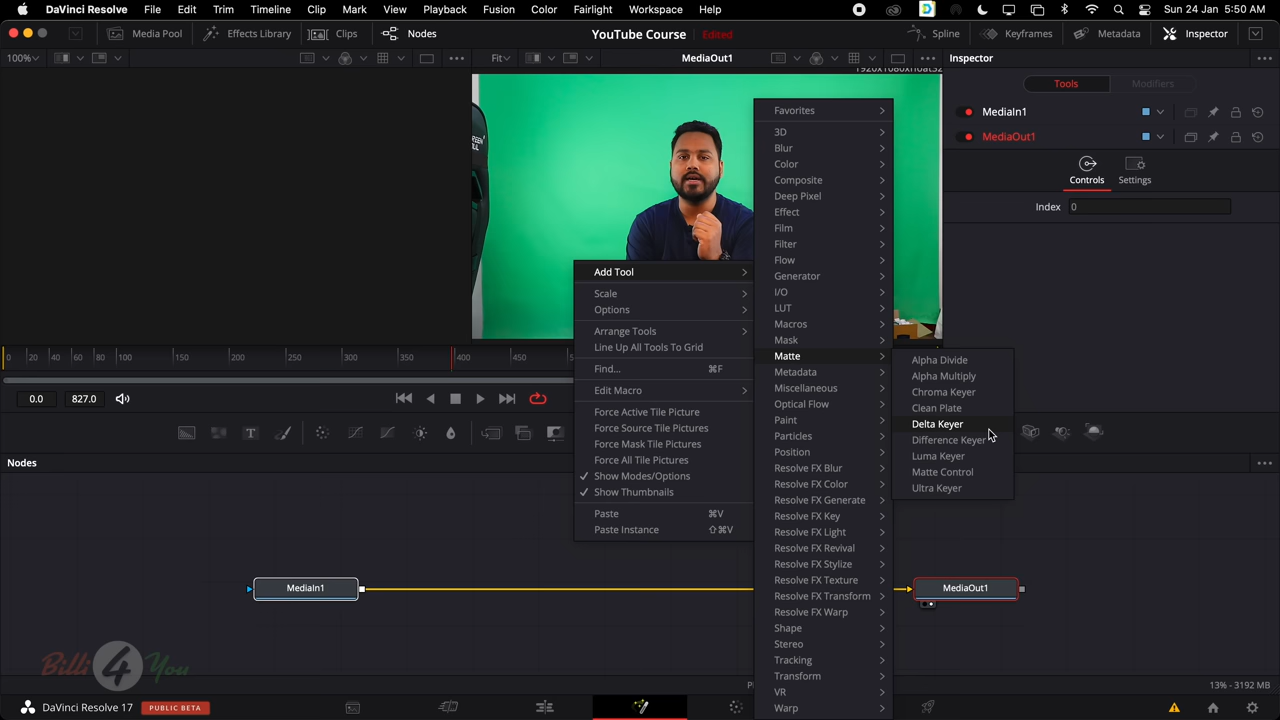 DaVinci Resolve File Edit Trim Timeline Clip Mark View Playback Fusion Color Fairlight Workspace Help Sun 24 Jan 5:50 AM
Media Pool Effects Library Clips Nodes YouTube Course Edited Spline Keyframes Metadata Inspector
100% Fit MediaOut1 Inspector
1920x1080xfloat32
Tools Modifiers
MediaIn1
MediaOut1
Controls Settings
Index 0
Favorites
3D
Blur
Color
Composite
Deep Pixel
Effect
Film
Filter
Flow
Generator
I/O
LUT
Macros
Mask
Matte
Metadata
Miscellaneous
Optical Flow
Paint
Particles
Position
Resolve FX Blur
Resolve FX Color
Resolve FX Generate
Resolve FX Key
Resolve FX Light
Resolve FX Revival
Resolve FX Stylize
Resolve FX Texture
Resolve FX Transform
Resolve FX Warp
Shape
Stereo
Tracking
Transform
VR
Warp
Add Tool
Scale
Options
Arrange Tools
Line Up All Tools To Grid
Find... ⌘F
Edit Macro
Force Active Tile Picture
Force Source Tile Pictures
Force Mask Tile Pictures
Force All Tile Pictures
✓ Show Modes/Options
✓ Show Thumbnails
Paste ⌘V
Paste Instance ⇧⌘V
Alpha Divide
Alpha Multiply
Chroma Keyer
Clean Plate
Delta Keyer
Difference Keyer
Luma Keyer
Matte Control
Ultra Keyer
0 20 40 60 80 100 150 200 250 300 350 400 450
0.0 827.0
T
Nodes
MediaIn1
MediaOut1
Billi 4 You
13% - 3192 MB
DaVinci Resolve 17 PUBLIC BETA